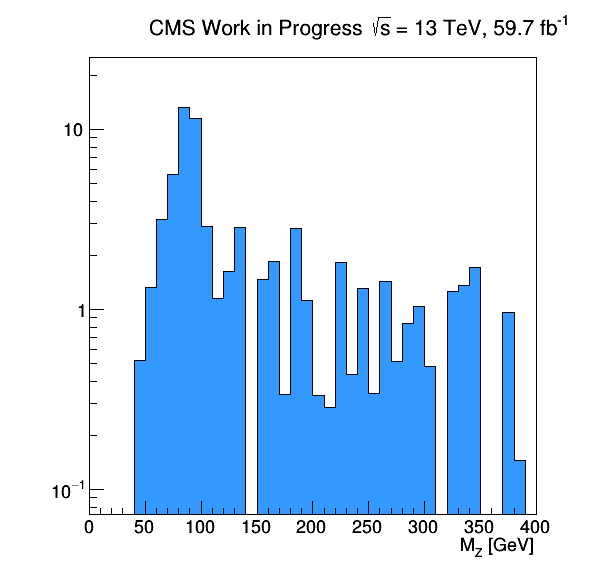 CMS Work in Progress √s = 13 TeV, 59.7 fb⁻¹
10
1
10⁻¹
0 50 100 150 200 250 300 350 400
M_Z [GeV]